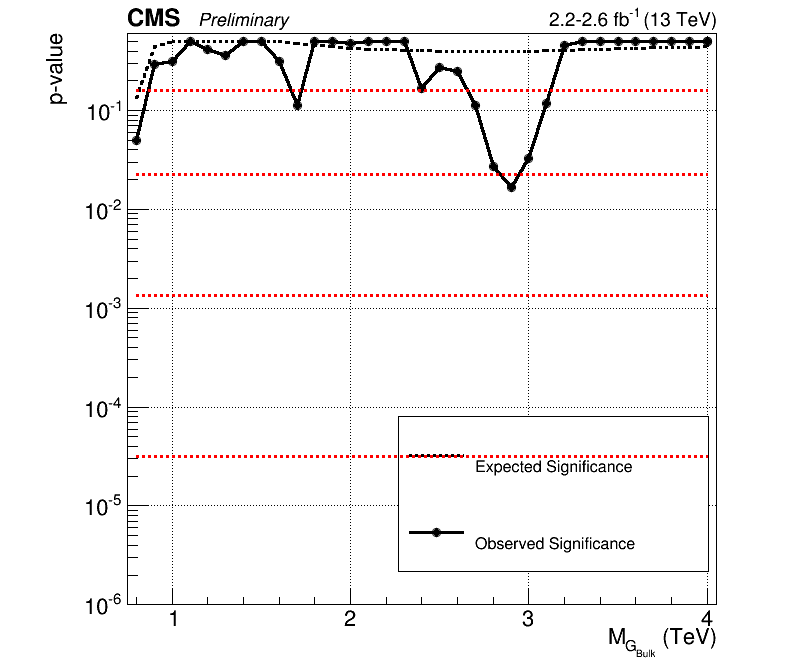 CMS Preliminary 2.2-2.6 fb⁻¹ (13 TeV)
p-value
10⁻¹
10⁻²
10⁻³
10⁻⁴
10⁻⁵
10⁻⁶
Expected Significance
Observed Significance
1 2 3 4
M_G_Bulk (TeV)